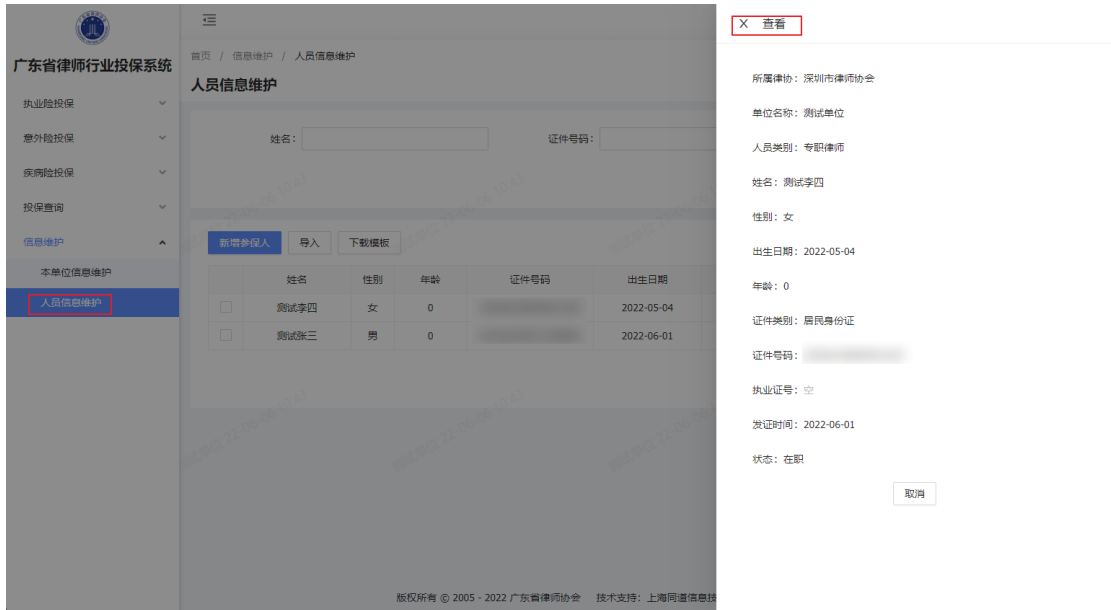 广东省律师行业投保系统
执业险投保
意外险投保
疾病险投保
投保查询
信息维护
本单位信息维护
人员信息维护
首页 / 信息维护 / 人员信息维护
人员信息维护
姓名：
证件号码：
新增参保人 导入 下载模板
姓名 性别 年龄 证件号码 出生日期
测试李四 女 0 2022-05-04
测试张三 男 0 2022-06-01
版权所有 © 2005 - 2022 广东省律师协会 技术支持：上海同道信息技
X 查看
所属律协：深圳市律师协会
单位名称：测试单位
人员类别：专职律师
姓名：测试李四
性别：女
出生日期：2022-05-04
年龄：0
证件类别：居民身份证
证件号码：
执业证号：空
发证时间：2022-06-01
状态：在职
取消